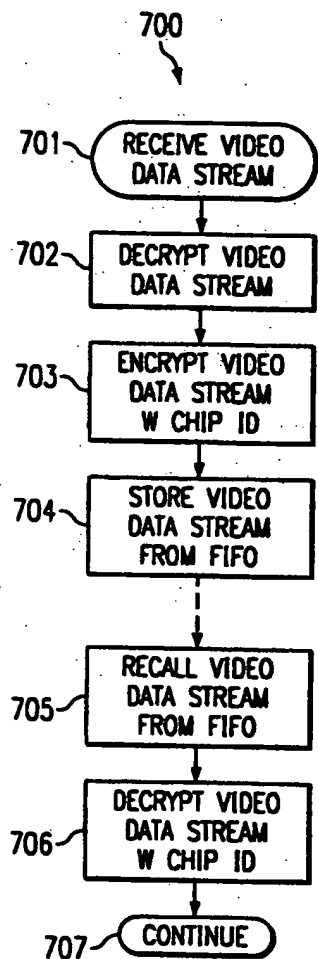 700
701
RECEIVE VIDEO
DATA STREAM
702
DECRYPT VIDEO
DATA STREAM
703
ENCRYPT VIDEO
DATA STREAM
W CHIP ID
704
STORE VIDEO
DATA STREAM
FROM FIFO
705
RECALL VIDEO
DATA STREAM
FROM FIFO
706
DECRYPT VIDEO
DATA STREAM
W CHIP ID
707
CONTINUE